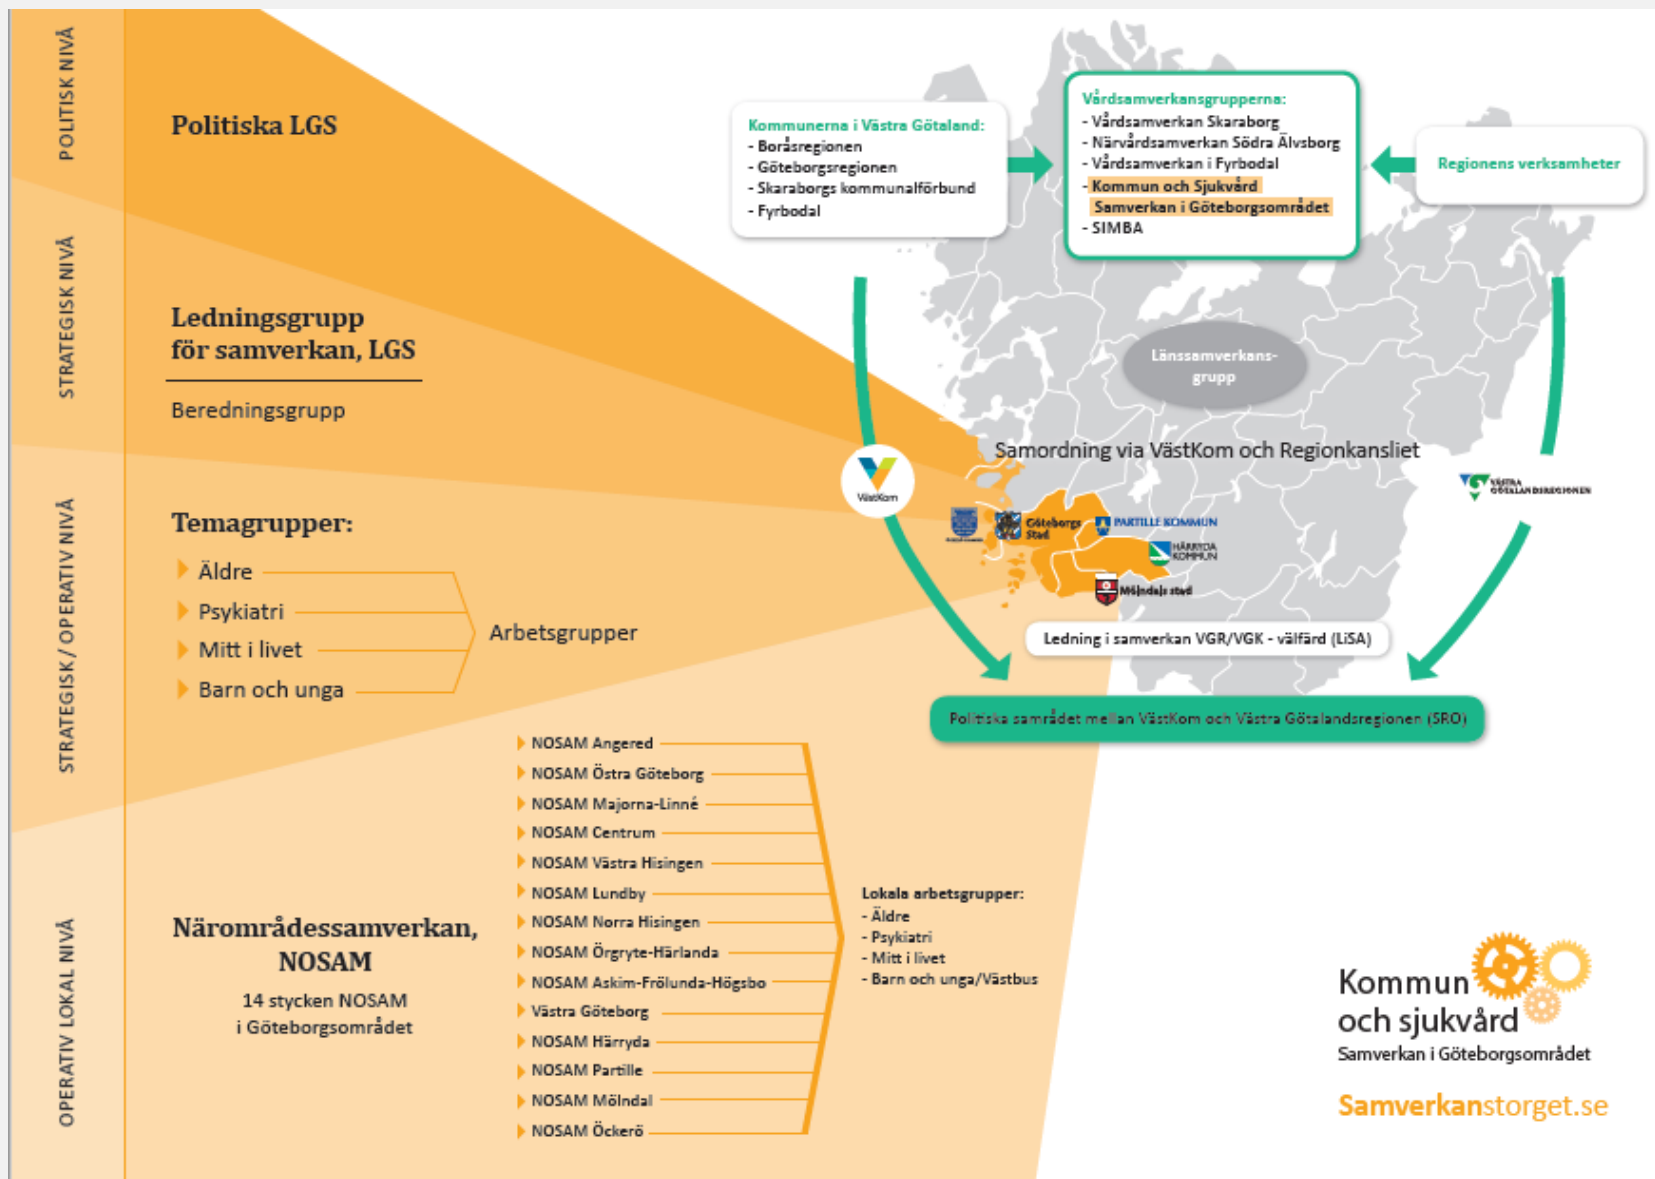 POLITISK NIVÅ
Politiska LGS
STRATEGISK NIVÅ
Ledningsgrupp
för samverkan, LGS
Beredningsgrupp
STRATEGISK/ OPERATIV NIVÅ
Temagrupper:
Äldre
Psykiatri
Mitt i livet
Barn och unga
Arbetsgrupper
OPERATIV LOKAL NIVÅ
Närområdessamverkan,
NOSAM
14 stycken NOSAM
i Göteborgsområdet
NOSAM Angered
NOSAM Östra Göteborg
NOSAM Majorna-Linné
NOSAM Centrum
NOSAM Västra Hisingen
NOSAM Lundby
NOSAM Norra Hisingen
NOSAM Örgryte-Härlanda
NOSAM Askim-Frölunda-Högsbo
Västra Göteborg
NOSAM Härryda
NOSAM Partille
NOSAM Mölndal
NOSAM Öckerö
Lokala arbetsgrupper:
- Äldre
- Psykiatri
- Mitt i livet
- Barn och unga/Västbus
Kommunerna i Västra Götaland:
- Boråsregionen
- Göteborgsregionen
- Skaraborgs kommunalförbund
- Fyrbodal
Vårdsamverkansgrupperna:
- Vårdsamverkan Skaraborg
- Närvårdsamverkan Södra Älvsborg
- Vårdsamverkan i Fyrbodal
- Kommun och Sjukvård
Samverkan i Göteborgsområdet
- SIMBA
Regionens verksamheter
Länssamverkans-
grupp
Samordning via VästKom och Regionkansliet
VästKom
VÄSTRA
GÖTALANDSREGIONEN
Göteborgs
Stad
PARTILLE KOMMUN
HÄRRYDA
KOMMUN
Mölndals stad
Ledning i samverkan VGR/VGK - välfärd (LiSA)
Politiska samrådet mellan VästKom och Västra Götalandsregionen (SRO)
Kommun
och sjukvård
Samverkan i Göteborgsområdet
Samverkanstorget.se